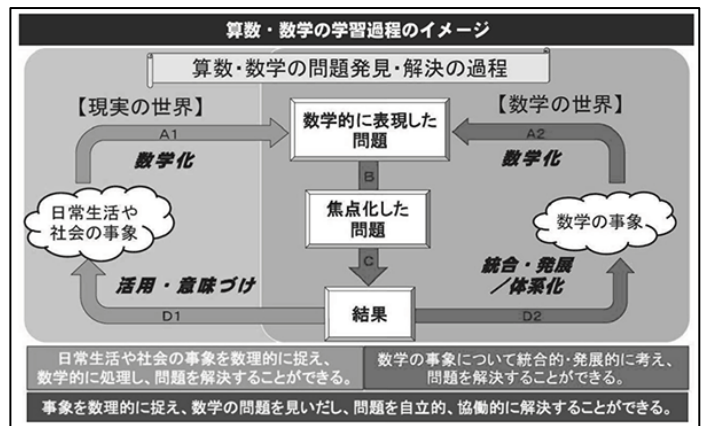 算数・数学の学習過程のイメージ
算数・数学の問題発見・解決の過程
【現実の世界】
【数学の世界】
数学的に表現した
問題
A1
数学化
A2
数学化
B
日常生活や
社会の事象
焦点化した
問題
数学の事象
C
活用・意味づけ
統合・発展
/体系化
D1
結果
D2
日常生活や社会の事象を数理的に捉え、
数学的に処理し、問題を解決することができる。
数学の事象について統合的・発展的に考え、
問題を解決することができる。
事象を数理的に捉え、数学の問題を見いだし、問題を自立的、協働的に解決することができる。